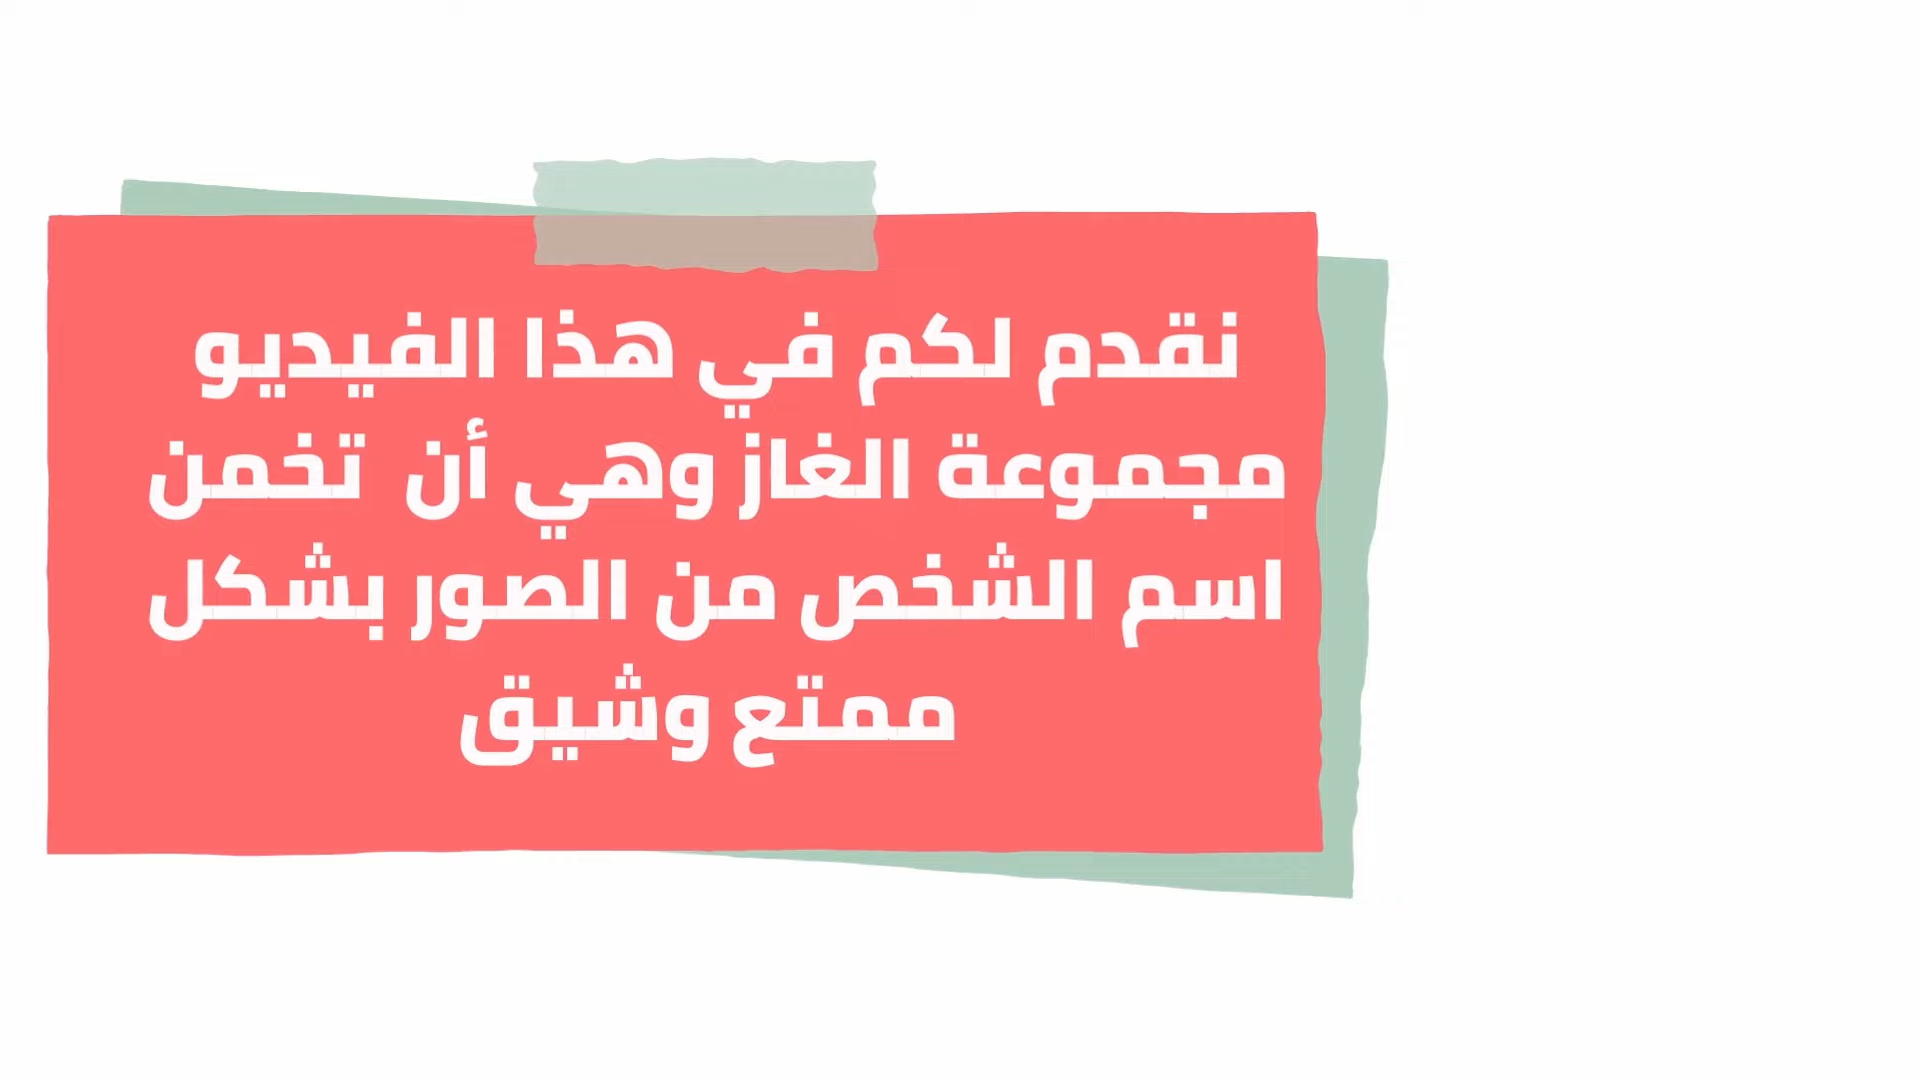 نقدم لكم في هذا الفيديو
مجموعة الغاز وهي أن تخمن
اسم الشخص من الصور بشكل
ممتع وشيق